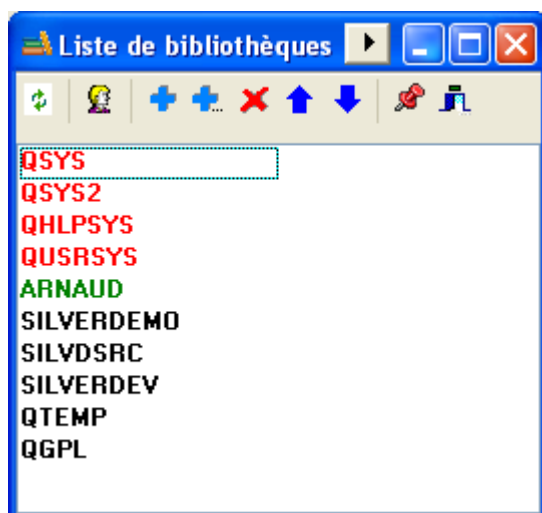 Liste de bibliothèques
QSYS
QSYS2
QHLPSYS
QUSRSYS
ARNAUD
SILVERDEMO
SILVDSRC
SILVERDEV
QTEMP
QGPL